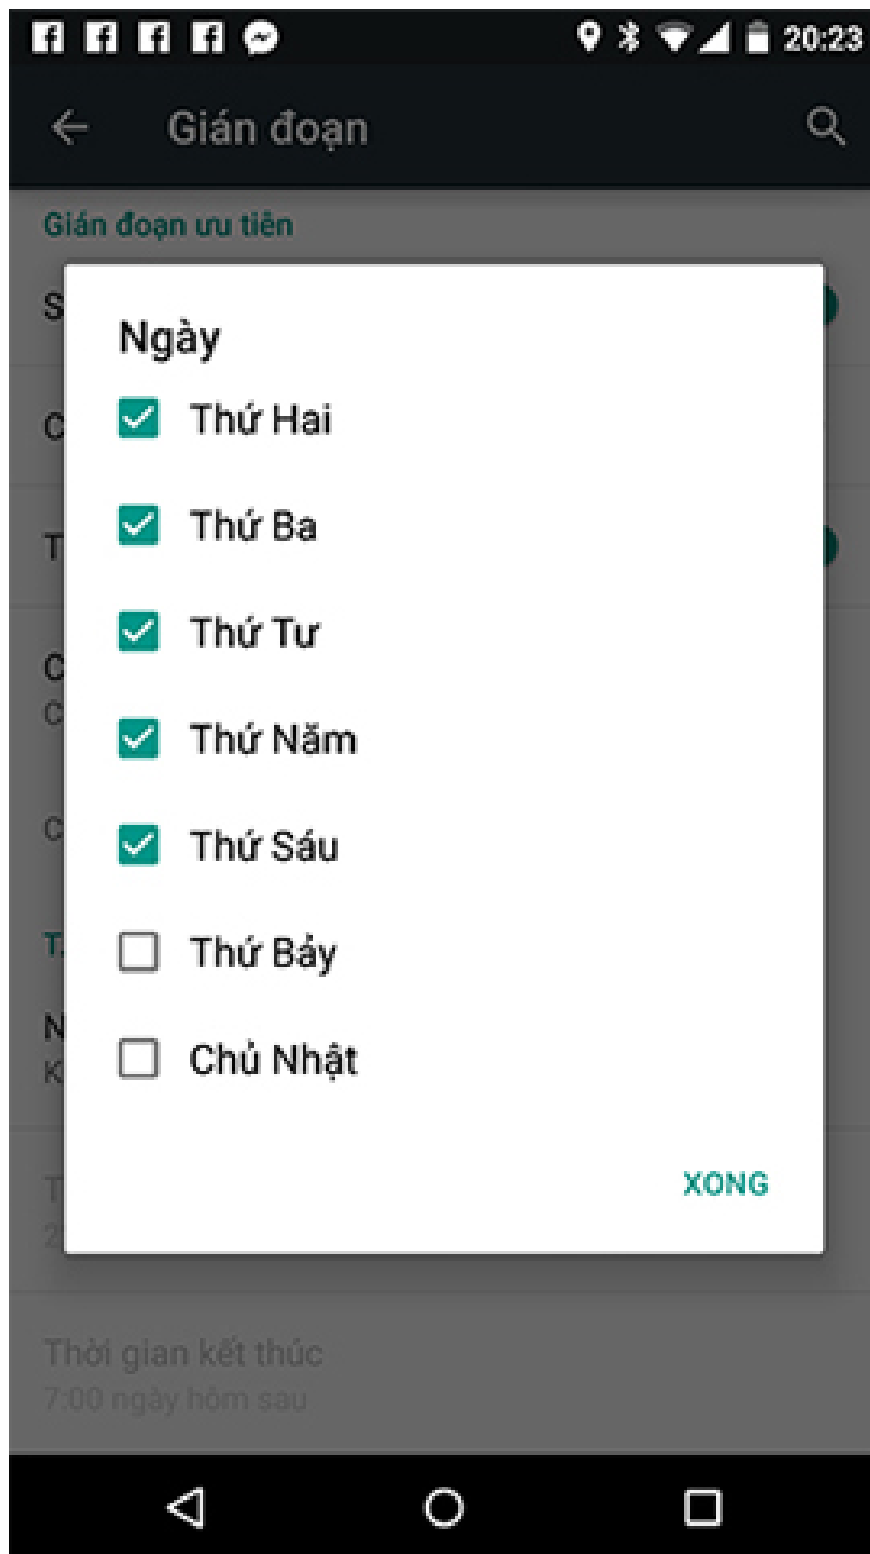 20:23
Gián đoạn
Gián đoạn ưu tiên
Ngày
Thứ Hai
Thứ Ba
Thứ Tư
Thứ Năm
Thứ Sáu
Thứ Bảy
Chủ Nhật
XONG
Thời gian kết thúc
7:00 ngày hôm sau